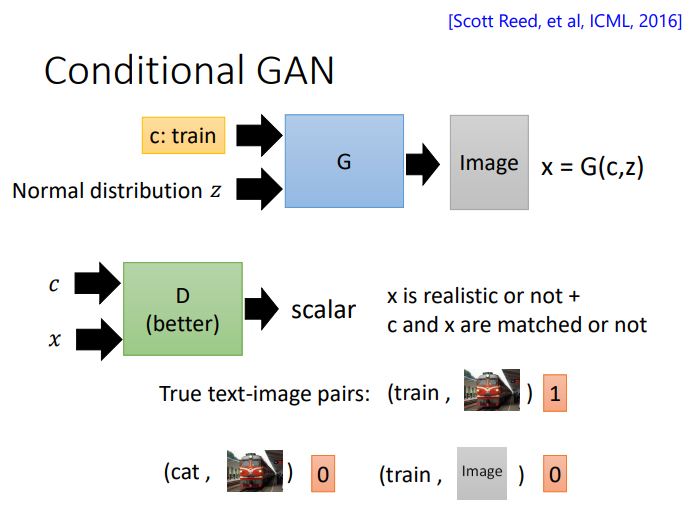 [Scott Reed, et al, ICML, 2016]
Conditional GAN
c: train
G
Image
x = G(c,z)
Normal distribution z
c
x
D
(better)
scalar
x is realistic or not +
c and x are matched or not
True text-image pairs: (train , ) 1
(cat , ) 0
(train , Image ) 0